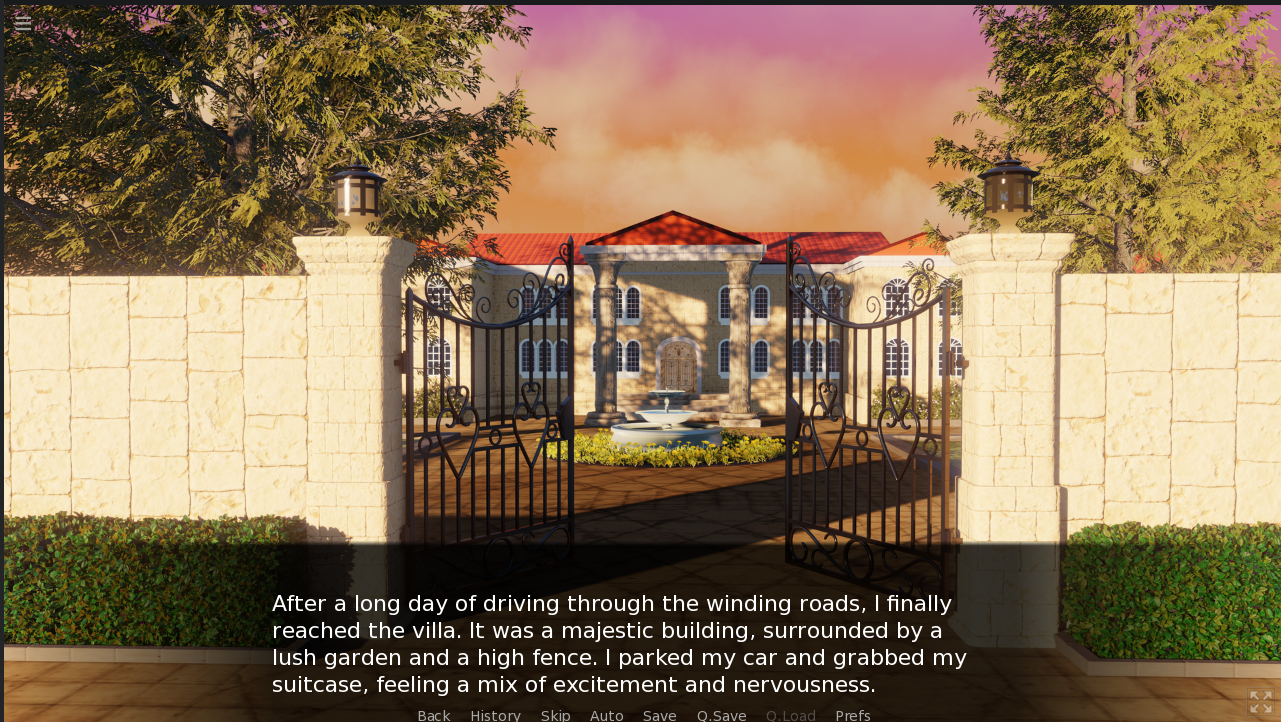 After a long day of driving through the winding roads, I finally
reached the villa. It was a majestic building, surrounded by a
lush garden and a high fence. I parked my car and grabbed my
suitcase, feeling a mix of excitement and nervousness.
Back History Skip Auto Save Q.Save Q.Load Prefs